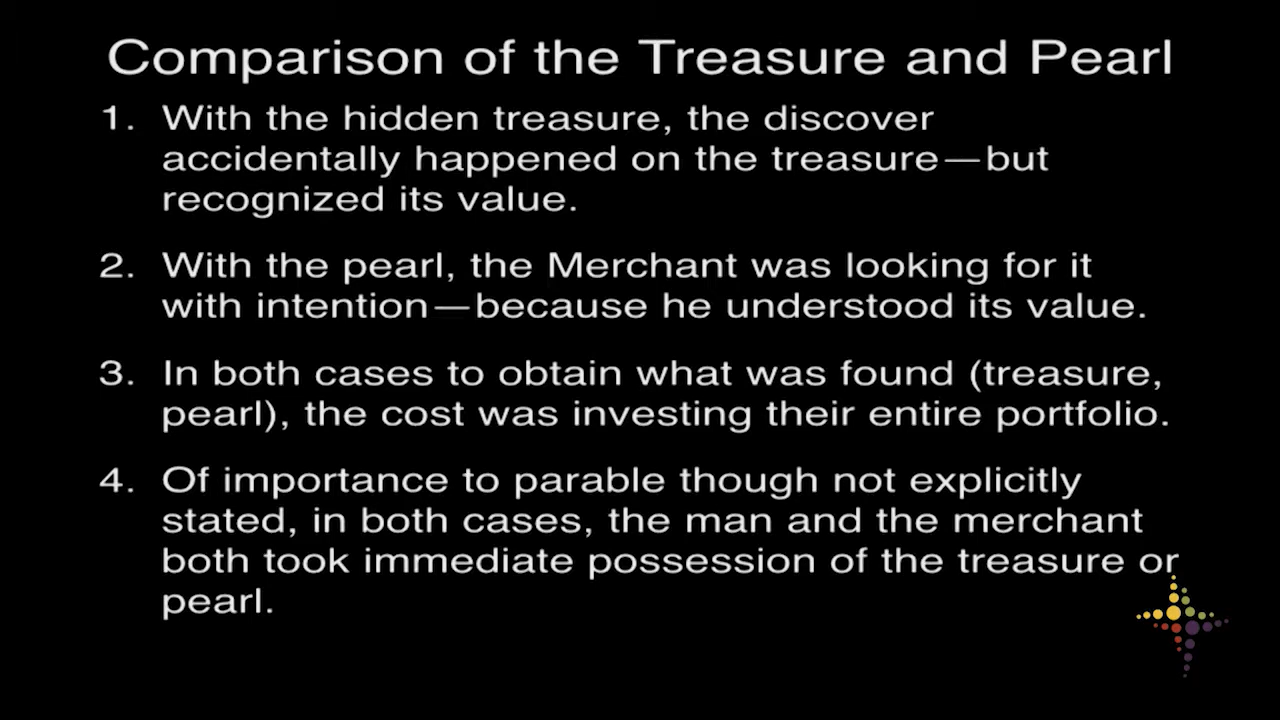 Comparison of the Treasure and Pearl
1. With the hidden treasure, the discover
accidentally happened on the treasure—but
recognized its value.
2. With the pearl, the Merchant was looking for it
with intention—because he understood its value.
3. In both cases to obtain what was found (treasure,
pearl), the cost was investing their entire portfolio.
4. Of importance to parable though not explicitly
stated, in both cases, the man and the merchant
both took immediate possession of the treasure or
pearl.